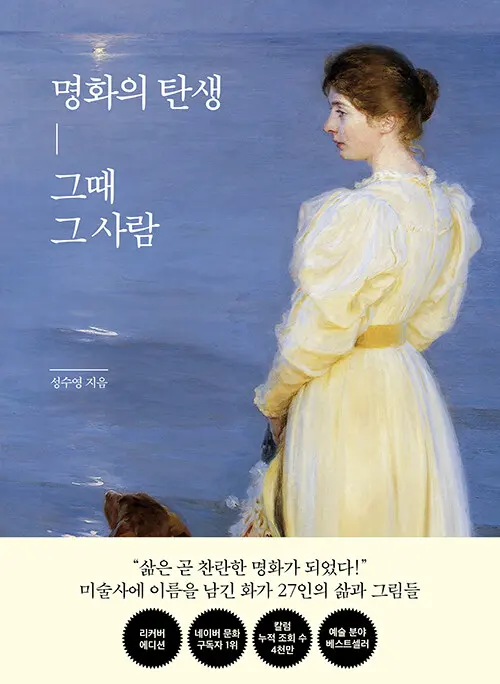 명화의 탄생
그때
그 사람
성수영 지음
“삶은 곧 찬란한 명화가 되었다!”
미술사에 이름을 남긴 화가 27인의 삶과 그림들
리커버
에디션
네이버 문화
구독자 1위
칼럼
누적 조회 수
4천만
예술 분야
베스트셀러